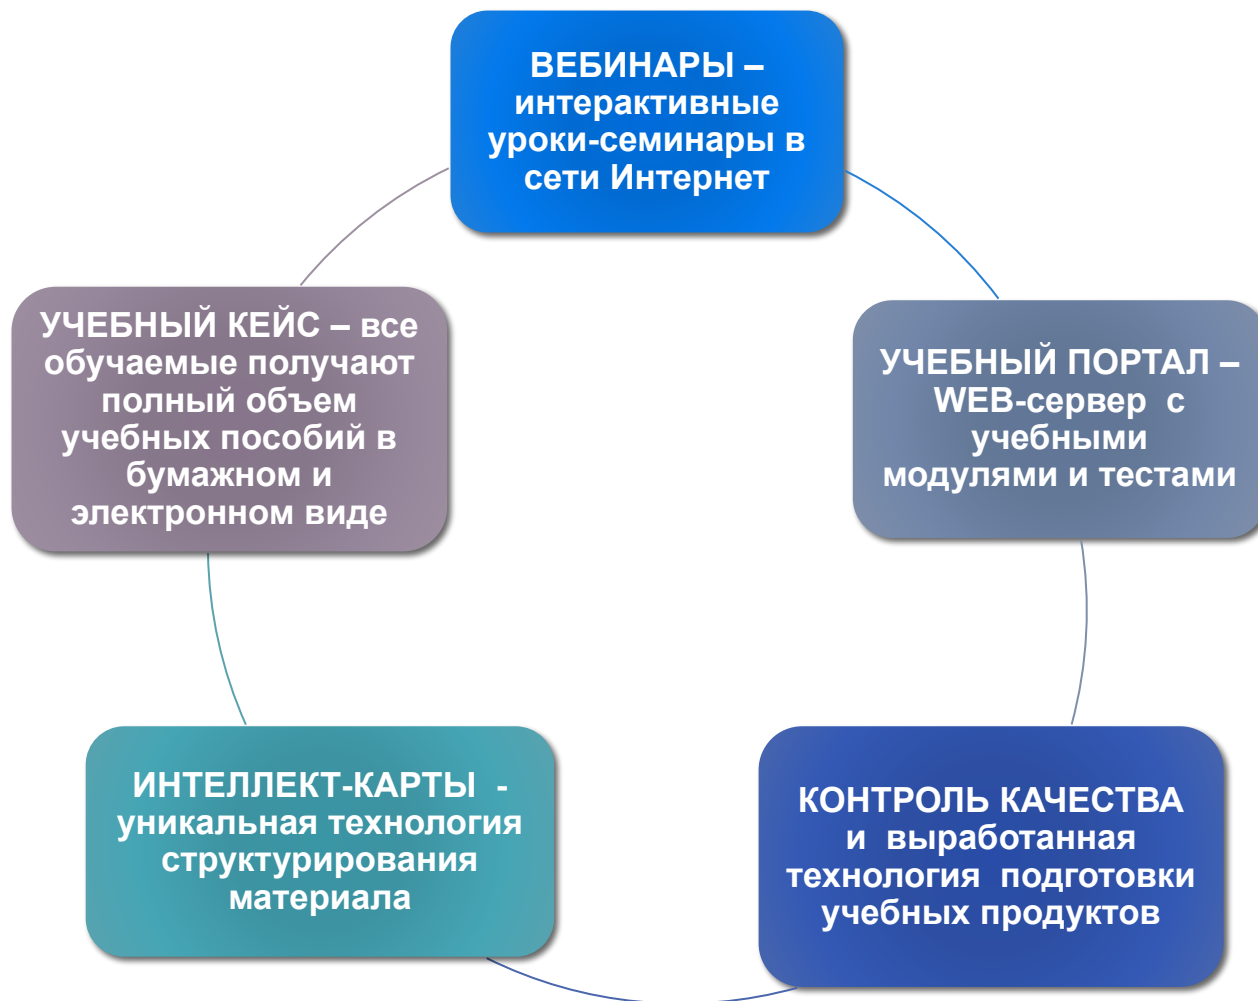 ВЕБИНАРЫ –
интерактивные
уроки-семинары в
сети Интернет
УЧЕБНЫЙ КЕЙС – все
обучаемые получают
полный объем
учебных пособий в
бумажном и
электронном виде
УЧЕБНЫЙ ПОРТАЛ –
WEB-сервер с
учебными
модулями и тестами
ИНТЕЛЛЕКТ-КАРТЫ -
уникальная технология
структурирования
материала
КОНТРОЛЬ КАЧЕСТВА
и выработанная
технология подготовки
учебных продуктов